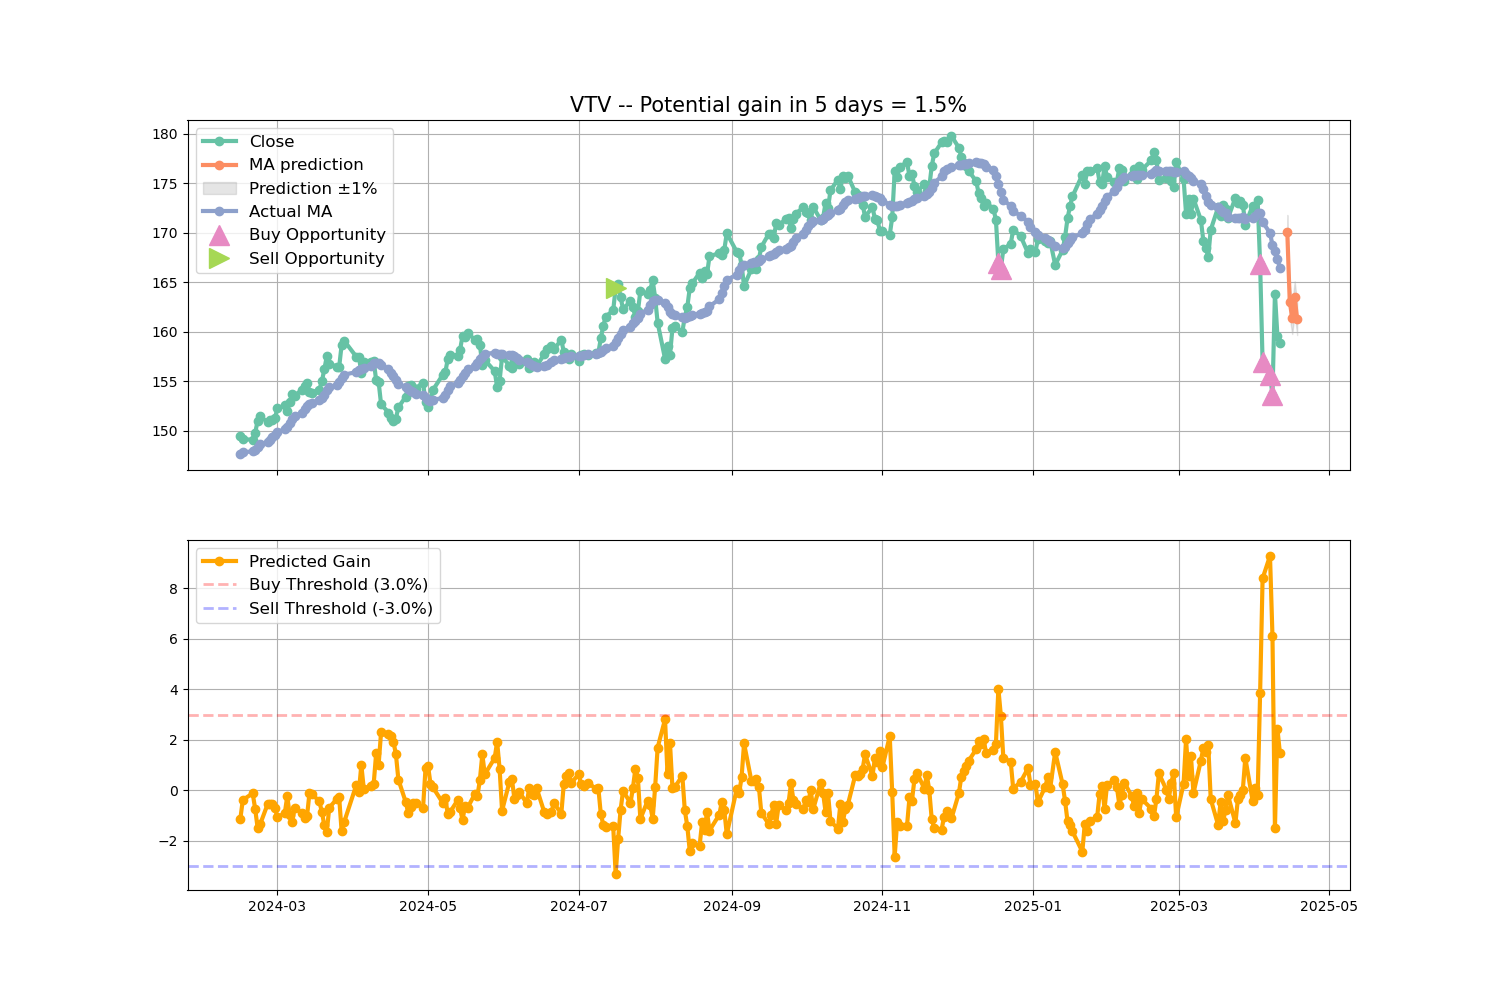 VTV -- Potential gain in 5 days = 1.5%
180
175
170
165
160
155
150
Close
MA prediction
Prediction ±1%
Actual MA
Buy Opportunity
Sell Opportunity
8
6
4
2
0
−2
Predicted Gain
Buy Threshold (3.0%)
Sell Threshold (-3.0%)
2024-03
2024-05
2024-07
2024-09
2024-11
2025-01
2025-03
2025-05